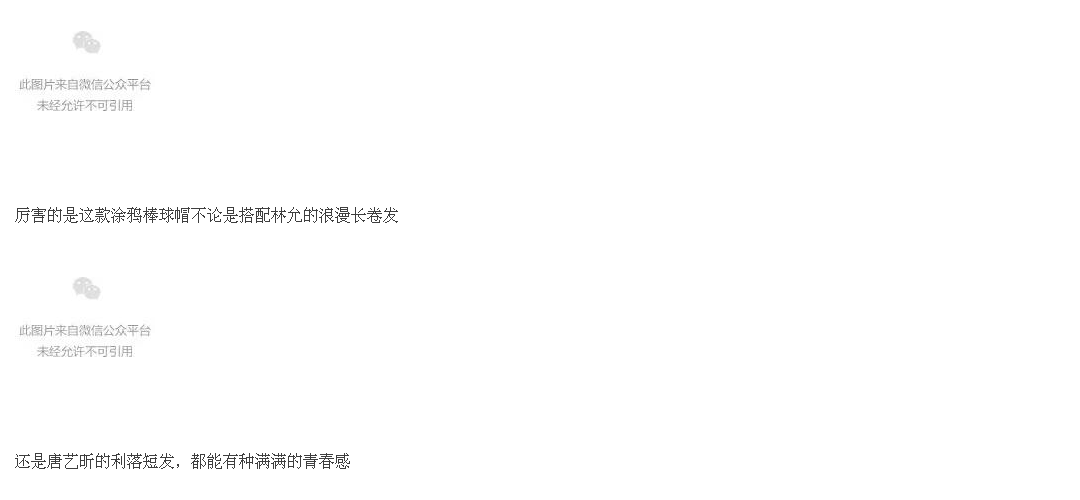 此图片来自微信公众平台
未经允许不可引用
厉害的是这款涂鸦棒球帽不论是搭配林允的浪漫长卷发
此图片来自微信公众平台
未经允许不可引用
还是唐艺昕的利落短发，都能有种满满的青春感